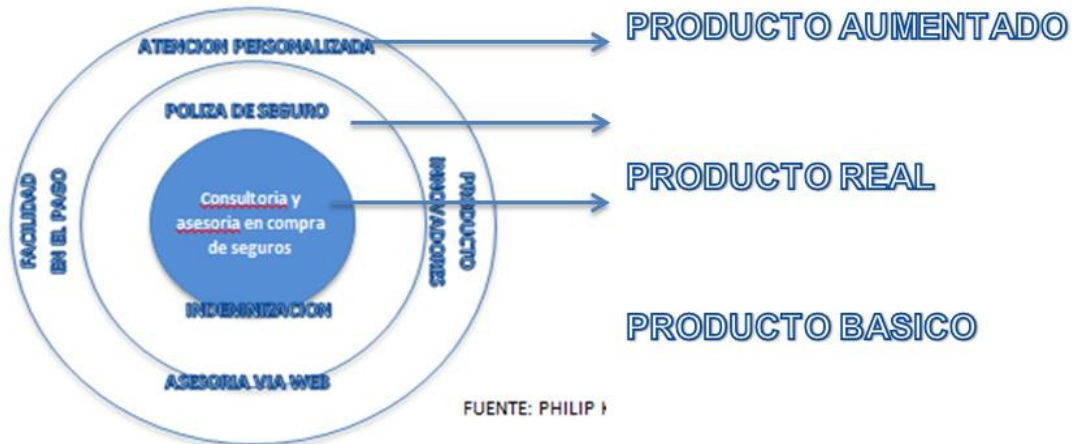 PRODUCTO AUMENTADO
ATENCION PERSONALIZADA
POLIZA DE SEGURO
PRODUCTO REAL
FACILIDAD
EN EL PAGO
Consultoria y
asesoria en compra
de seguros
PRODUCTO
INNOVADORES
INDEMINIZACION
PRODUCTO BASICO
ASESORIA VIA WEB
FUENTE: PHILIP